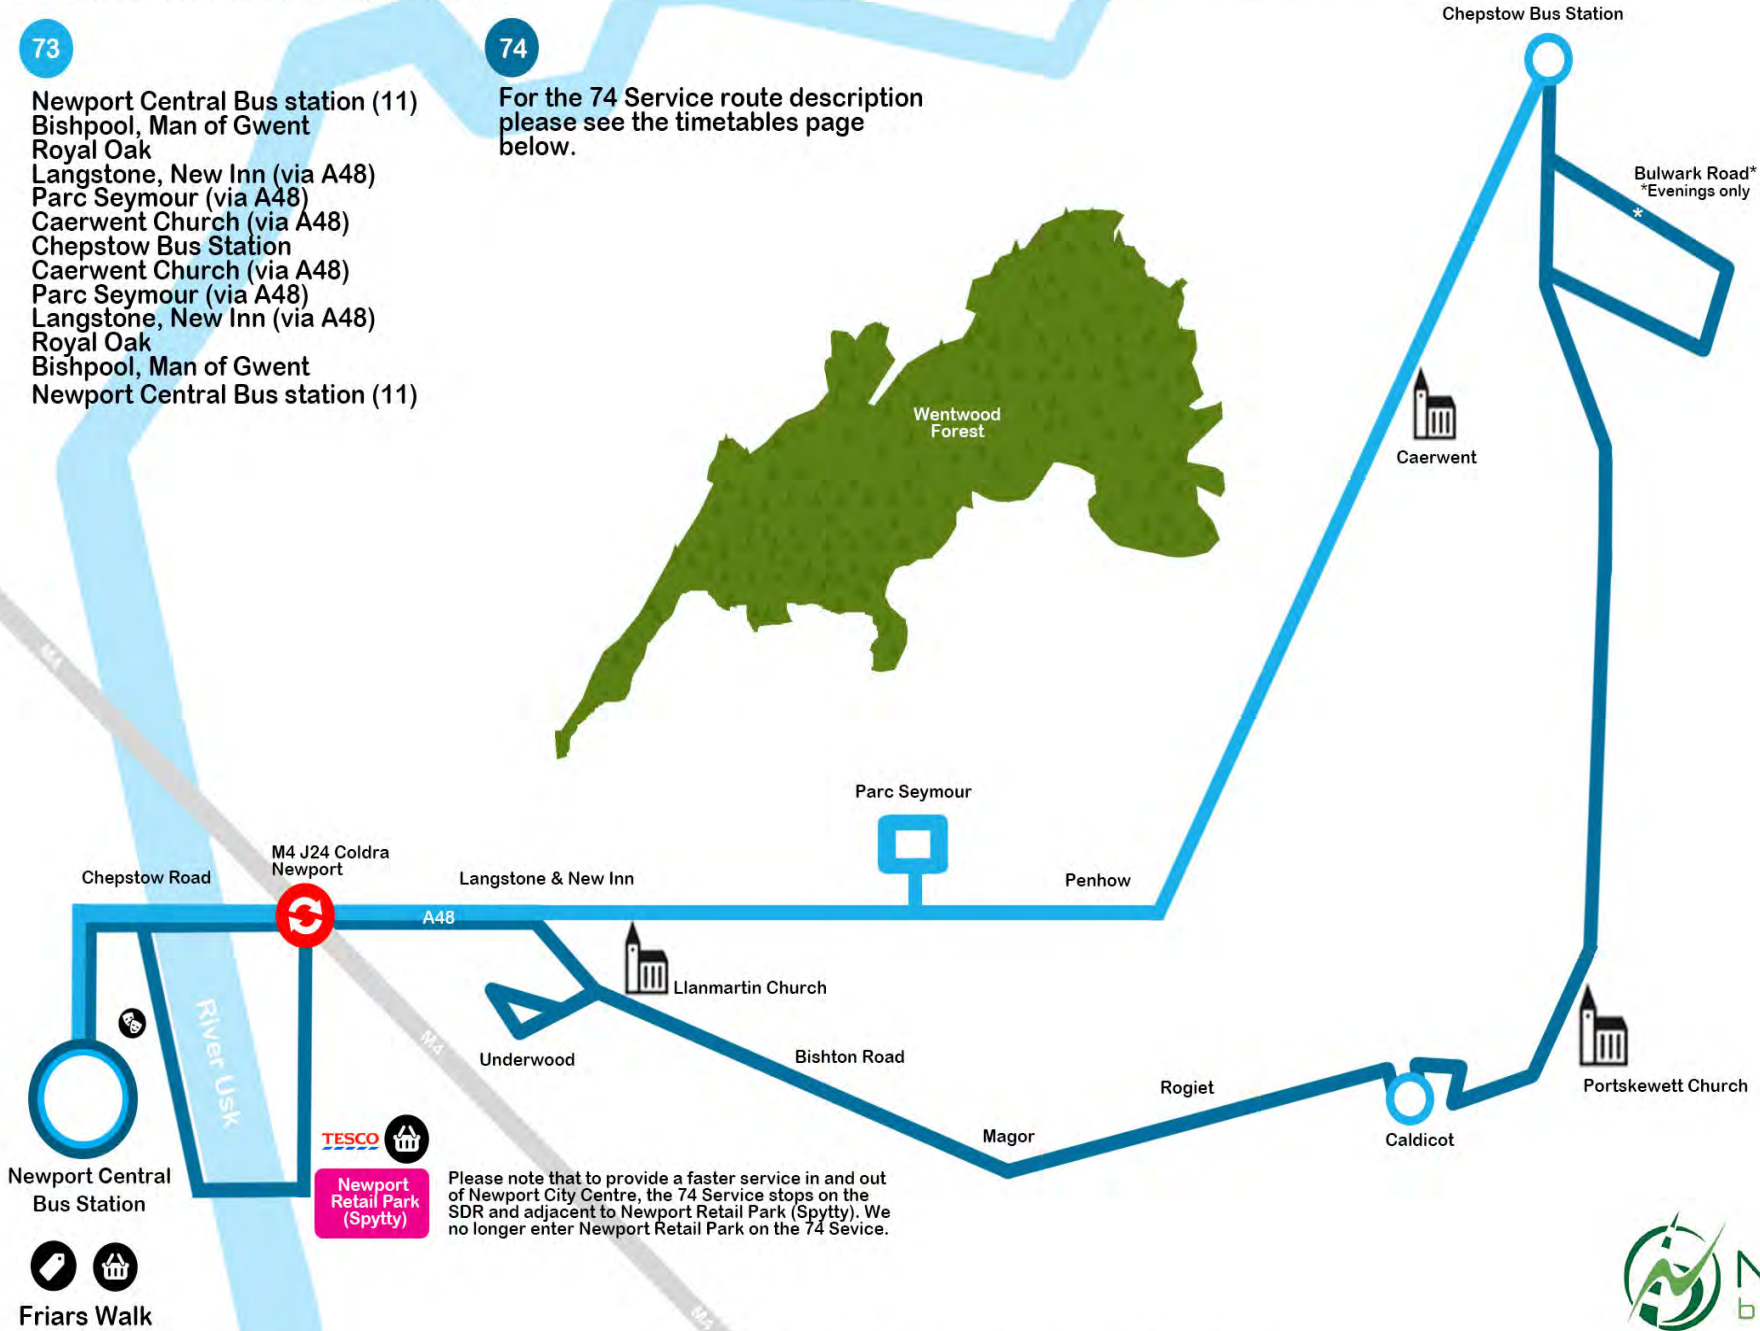 73
Newport Central Bus station (11)
Bishpool, Man of Gwent
Royal Oak
Langstone, New Inn (via A48)
Parc Seymour (via A48)
Caerwent Church (via A48)
Chepstow Bus Station
Caerwent Church (via A48)
Parc Seymour (via A48)
Langstone, New Inn (via A48)
Royal Oak
Bishpool, Man of Gwent
Newport Central Bus station (11)
74
For the 74 Service route description
please see the timetables page
below.
Chepstow Bus Station
Bulwark Road*
*Evenings only
*
Wentwood
Forest
Caerwent
M4
Parc Seymour
M4 J24 Coldra
Newport
Chepstow Road
Langstone & New Inn
Penhow
A48
Llanmartin Church
River Usk
M4
Underwood
Bishton Road
Rogiet
Portskewett Church
Magor
Caldicot
TESCO
Newport Central
Bus Station
Newport
Retail Park
(Spytty)
Please note that to provide a faster service in and out
of Newport City Centre, the 74 Service stops on the
SDR and adjacent to Newport Retail Park (Spytty). We
no longer enter Newport Retail Park on the 74 Sevice.
Friars Walk
M4